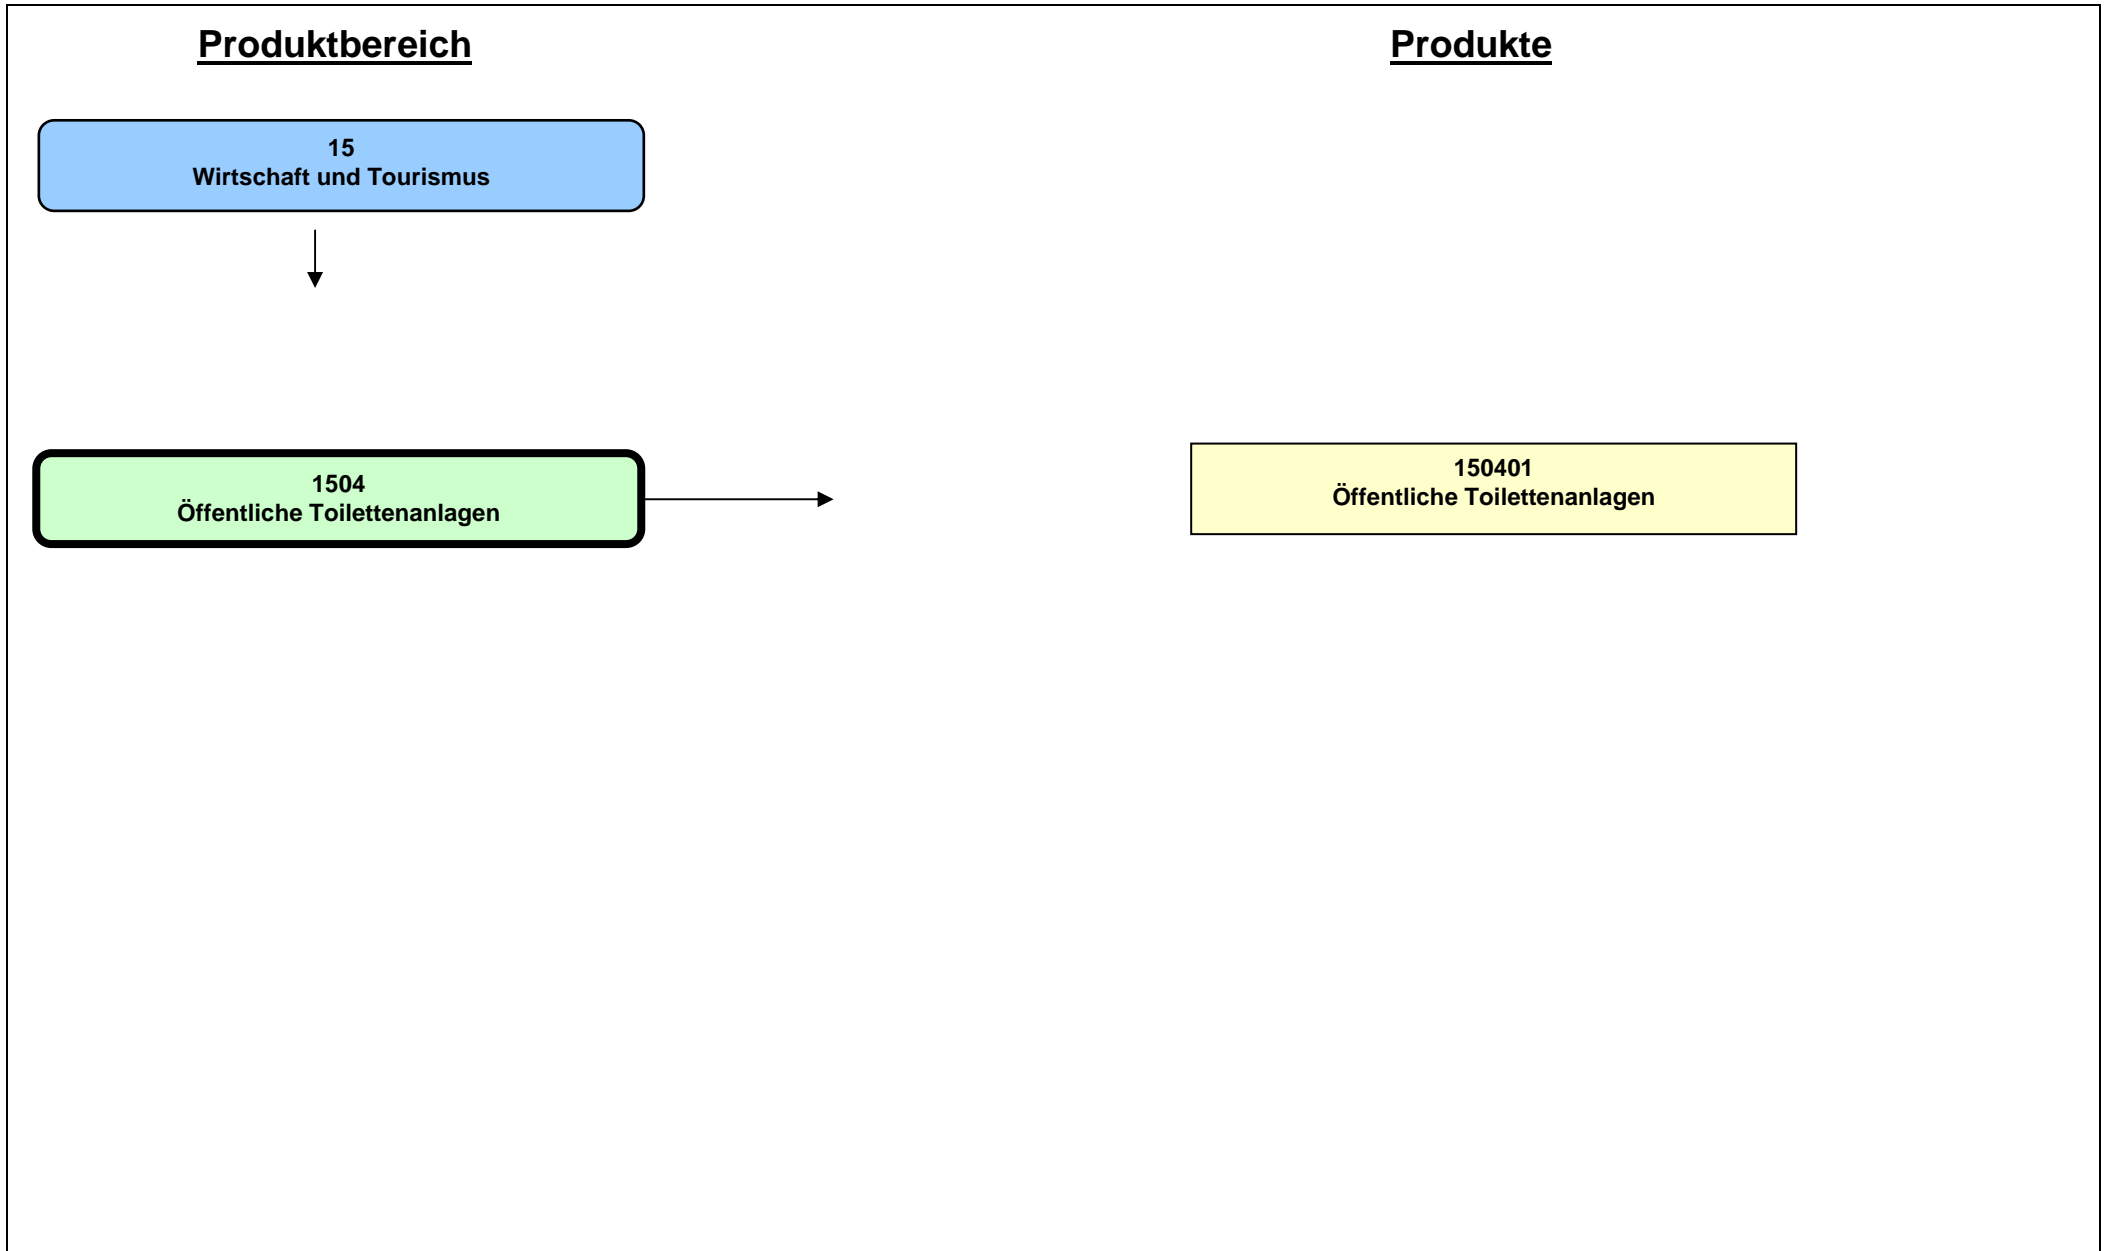 Produktbereich
Produkte
15
Wirtschaft und Tourismus
1504
Öffentliche Toilettenanlagen
150401
Öffentliche Toilettenanlagen